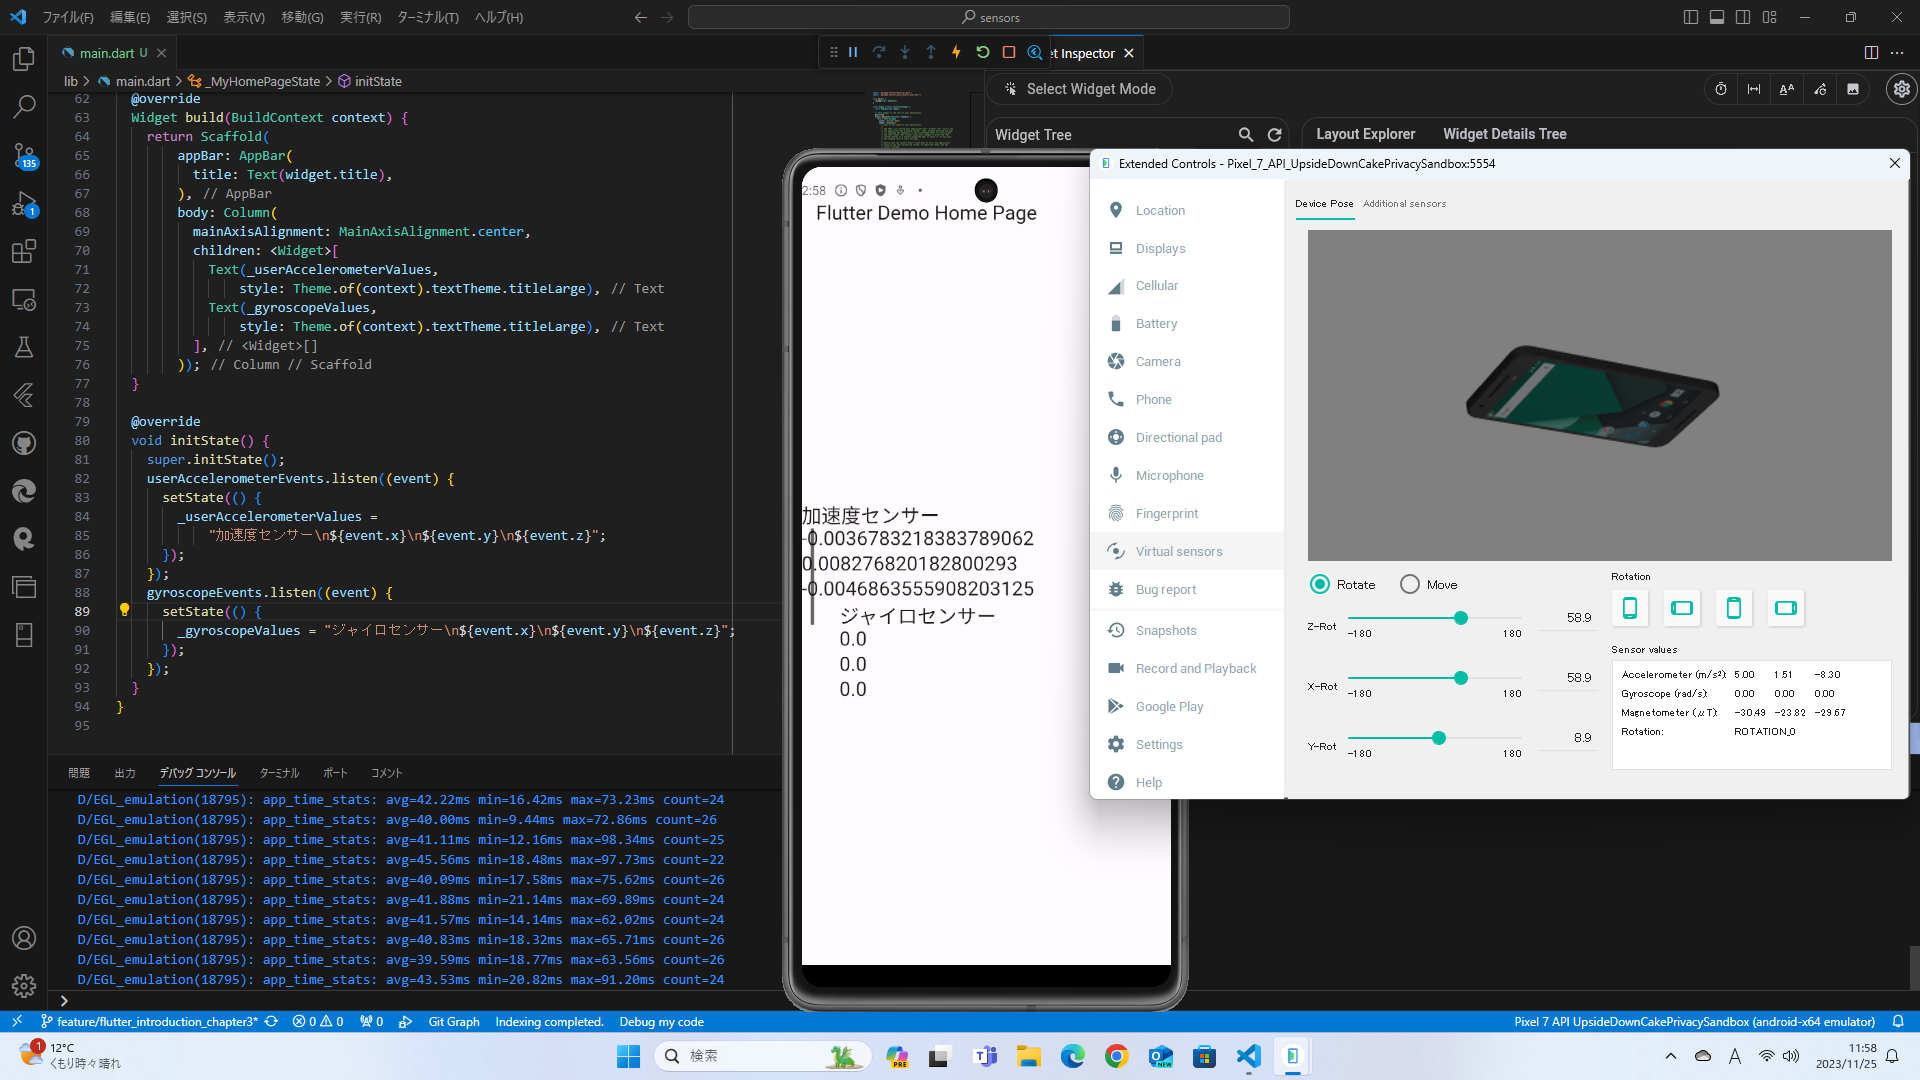 ファイル(F) 編集(E) 選択(S) 表示(V) 移動(G) 実行(R) ターミナル(T) ヘルプ(H)
sensors
main.dart U
et Inspector
lib > main.dart > _MyHomePageState > initState
62 @override
63 Widget build(BuildContext context) {
64 return Scaffold(
65 appBar: AppBar(
66 title: Text(widget.title),
67 ), // AppBar
68 body: Column(
69 mainAxisAlignment: MainAxisAlignment.center,
70 children: <Widget>[
71 Text(_userAccelerometerValues,
72 style: Theme.of(context).textTheme.titleLarge), // Text
73 Text(_gyroscopeValues,
74 style: Theme.of(context).textTheme.titleLarge), // Text
75 ], // <Widget>[]
76 )); // Column // Scaffold
77 }
78
79 @override
80 void initState() {
81 super.initState();
82 userAccelerometerEvents.listen((event) {
83 setState(() {
84 _userAccelerometerValues =
85 "加速度センサー\n${event.x}\n${event.y}\n${event.z}";
86 });
87 });
88 gyroscopeEvents.listen((event) {
89 setState(() {
90 _gyroscopeValues = "ジャイロセンサー\n${event.x}\n${event.y}\n${event.z}";
91 });
92 });
93 }
94 }
95
135
1
問題 出力 デバッグ コンソール ターミナル ポート コメント
D/EGL_emulation(18795): app_time_stats: avg=42.22ms min=16.42ms max=73.23ms count=24
D/EGL_emulation(18795): app_time_stats: avg=40.00ms min=9.44ms max=72.86ms count=26
D/EGL_emulation(18795): app_time_stats: avg=41.11ms min=12.16ms max=98.34ms count=25
D/EGL_emulation(18795): app_time_stats: avg=45.56ms min=18.48ms max=97.73ms count=22
D/EGL_emulation(18795): app_time_stats: avg=40.09ms min=17.58ms max=75.62ms count=26
D/EGL_emulation(18795): app_time_stats: avg=41.88ms min=21.14ms max=69.89ms count=24
D/EGL_emulation(18795): app_time_stats: avg=41.57ms min=14.14ms max=62.02ms count=24
D/EGL_emulation(18795): app_time_stats: avg=40.83ms min=18.32ms max=65.71ms count=26
D/EGL_emulation(18795): app_time_stats: avg=39.59ms min=18.77ms max=63.56ms count=26
D/EGL_emulation(18795): app_time_stats: avg=43.53ms min=20.82ms max=91.20ms count=24
Select Widget Mode
Widget Tree
Layout Explorer Widget Details Tree
2:58
Flutter Demo Home Page
加速度センサー
-0.0036783218383789062
0.008276820182800293
-0.0046863555908203125
ジャイロセンサー
0.0
0.0
0.0
Extended Controls - Pixel_7_API_UpsideDownCakePrivacySandbox:5554
Location
Displays
Cellular
Battery
Camera
Phone
Directional pad
Microphone
Fingerprint
Virtual sensors
Bug report
Snapshots
Record and Playback
Google Play
Settings
Help
Device Pose Additional sensors
Rotate Move
Z-Rot -180 180 58.9
X-Rot -180 180 58.9
Y-Rot -180 180 8.9
Rotation
Sensor values
Accelerometer (m/s²): 5.00 1.51 -8.30
Gyroscope (rad/s): 0.00 0.00 0.00
Magnetometer (μT): -30.49 -23.82 -29.67
Rotation: ROTATION_0
feature/flutter_introduction_chapter3* 0 0 0 Git Graph Indexing completed. Debug my code
Pixel 7 API UpsideDownCakePrivacySandbox (android-x64 emulator)
1
12°C
くもり時々晴れ
検索
PRE
NEW
A
11:58
2023/11/25